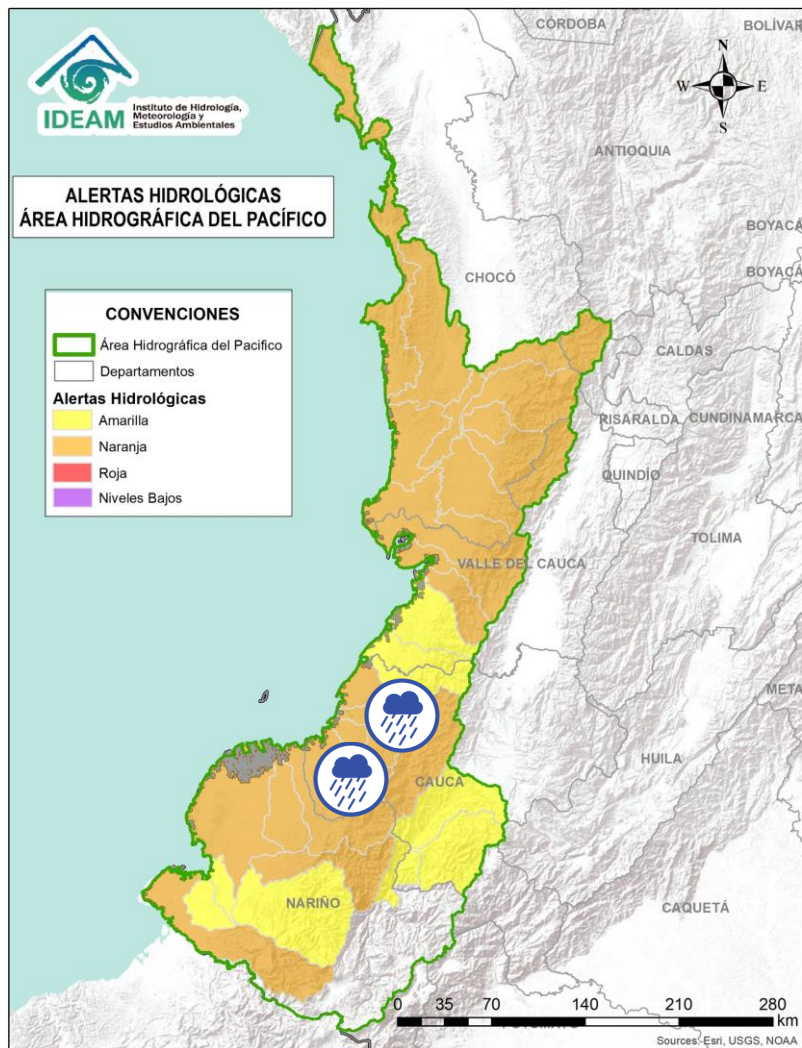 CÓRDOBA
BOLÍVAR
N
W
E
S
IDEAM
Instituto de Hidrología,
Meteorología y
Estudios Ambientales
ANTIOQUIA
ALERTAS HIDROLÓGICAS
ÁREA HIDROGRÁFICA DEL PACÍFICO
BOYACÁ
BOYACÁ
CHOCÓ
CONVENCIONES
Área Hidrográfica del Pacifico
Departamentos
Alertas Hidrológicas
Amarilla
Naranja
Roja
Niveles Bajos
CALDAS
RISARALDA
CUNDINAMARCA
QUINDÍO
TOLIMA
VALLE DEL CAUCA
META
HUILA
CAUCA
NARIÑO
CAQUETÁ
0 35 70 140 210 280
km
Sources: Esri, USGS, NOAA